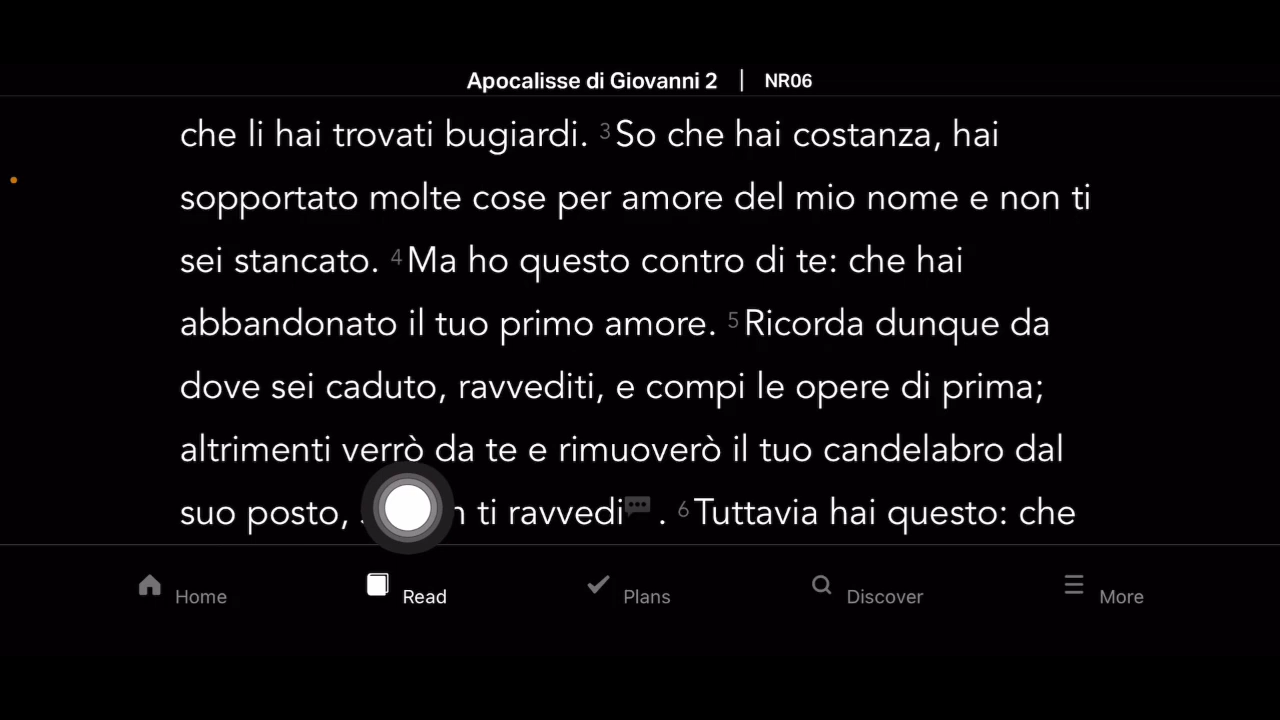 Apocalisse di Giovanni 2 | NR06
che li hai trovati bugiardi. 3 So che hai costanza, hai
sopportato molte cose per amore del mio nome e non ti
sei stancato. 4 Ma ho questo contro di te: che hai
abbandonato il tuo primo amore. 5 Ricorda dunque da
dove sei caduto, ravvediti, e compi le opere di prima;
altrimenti verrò da te e rimuoverò il tuo candelabro dal
suo posto, ti ravvedi . 6 Tuttavia hai questo: che
Home Read Plans Discover More